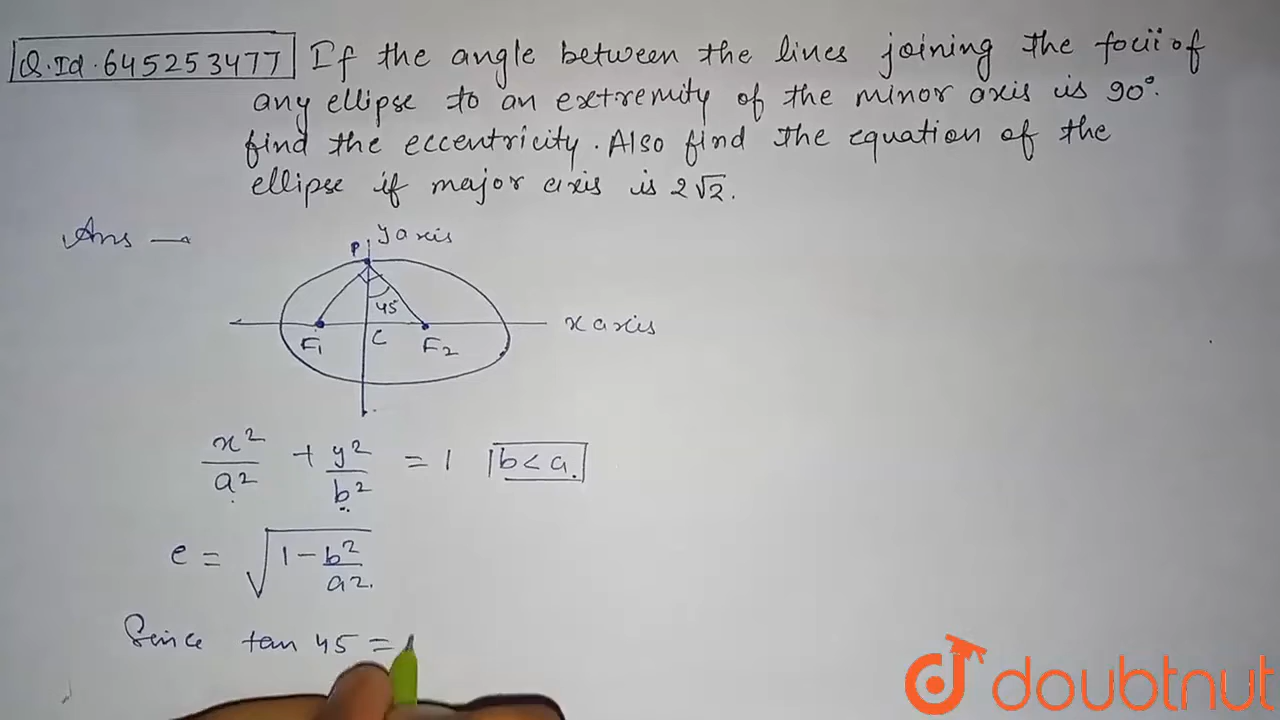 Q.Id.645253477 If the angle between the lines joining the focii of
any ellipse to an extremity of the minor axis is 90°.
find the eccentricity. Also find the equation of the
ellipse if major axis is 2√2.
Ans →
y axis
P
45
x axis
F1 C F2
x²/a² + y²/b² = 1 b < a.
e = √(1 - b²/a²)
Since tan 45 =
doubtnut